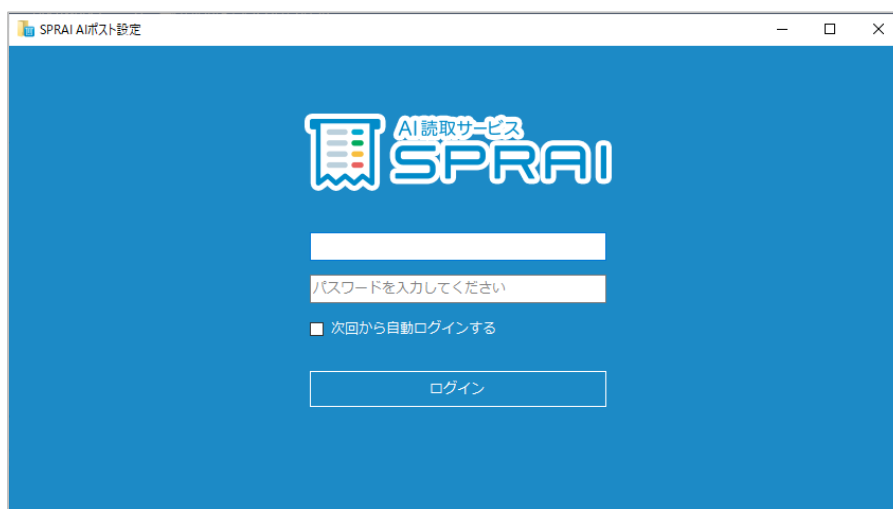 SPRAI AIポスト設定
AI読取サービス
SPRAI
パスワードを入力してください
次回から自動ログインする
ログイン